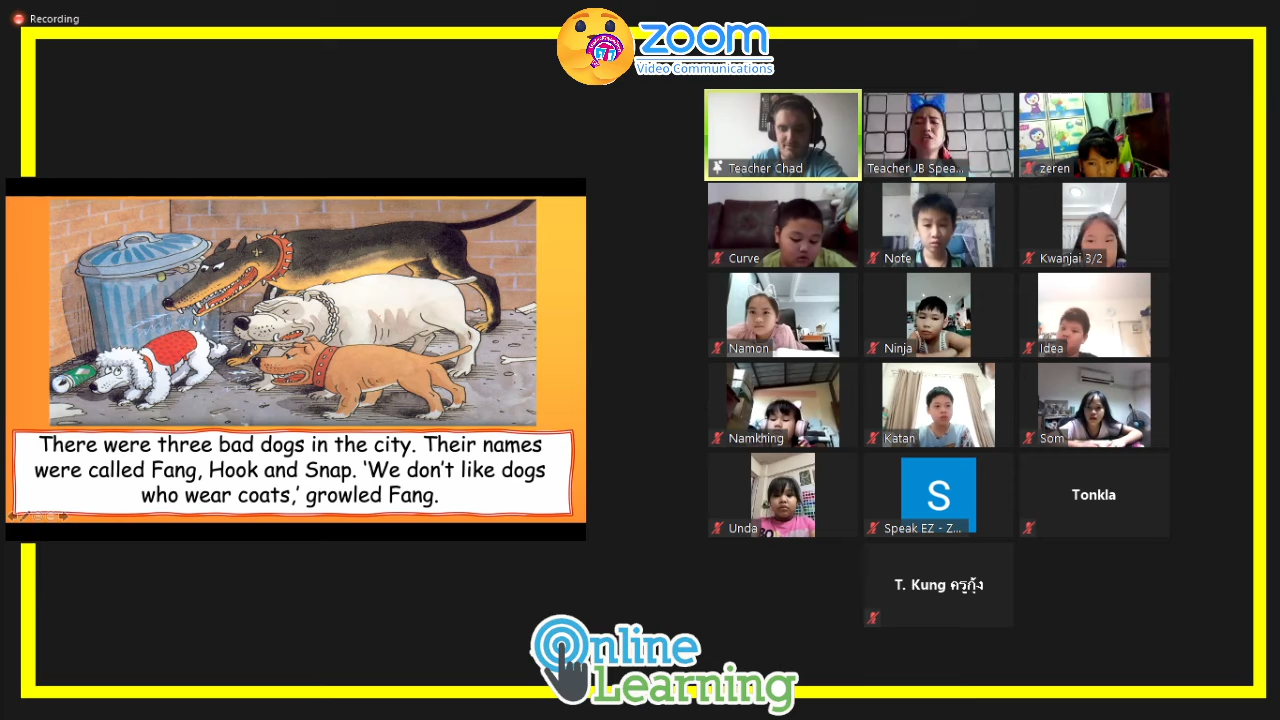 Recording
zoom
Video Communications
Teacher Chad
Teacher JB Spea...
zeren
Curve
Note
Kwanjai 3/2
Namon
Ninja
Idea
Namkhing
Katan
Som
Unda
S
Speak EZ - Z...
Tonkla
T. Kung ครูกุ้ง
There were three bad dogs in the city. Their names
were called Fang, Hook and Snap. ‘We don’t like dogs
who wear coats,’ growled Fang.
Online
Learning